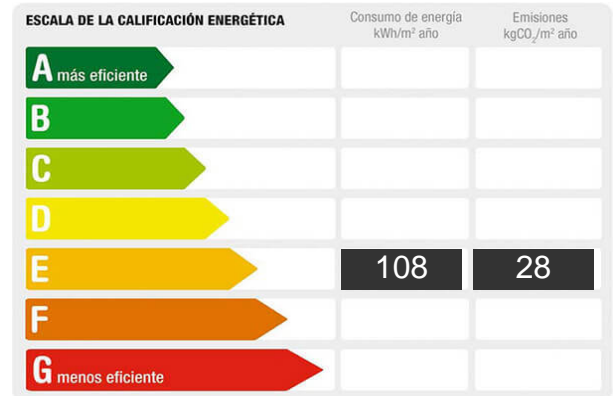 ESCALA DE LA CALIFICACIÓN ENERGÉTICA
Consumo de energía
kWh/m² año
Emisiones
kgCO₂/m² año
A más eficiente
B
C
D
E 108 28
F
G menos eficiente